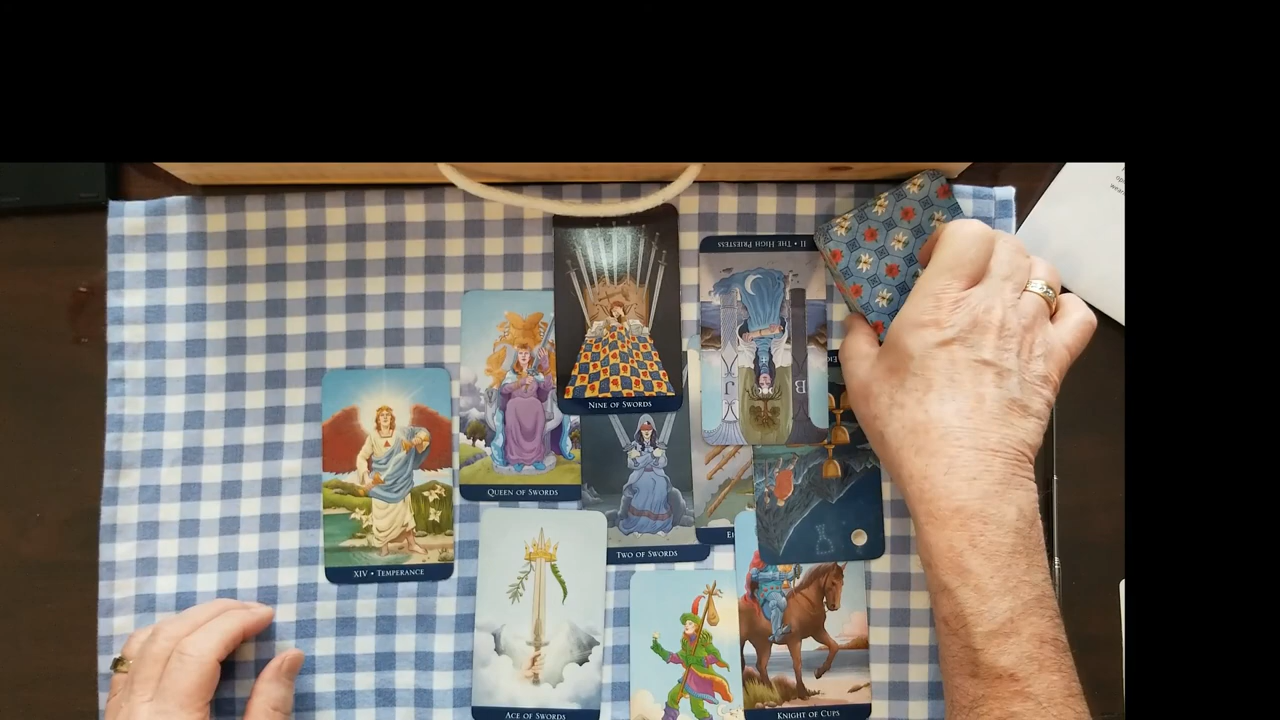 II • THE HIGH PRIESTESS
B
J
NINE OF SWORDS
QUEEN OF SWORDS
TWO OF SWORDS
XIV • TEMPERANCE
ACE OF SWORDS
KNIGHT OF CUPS